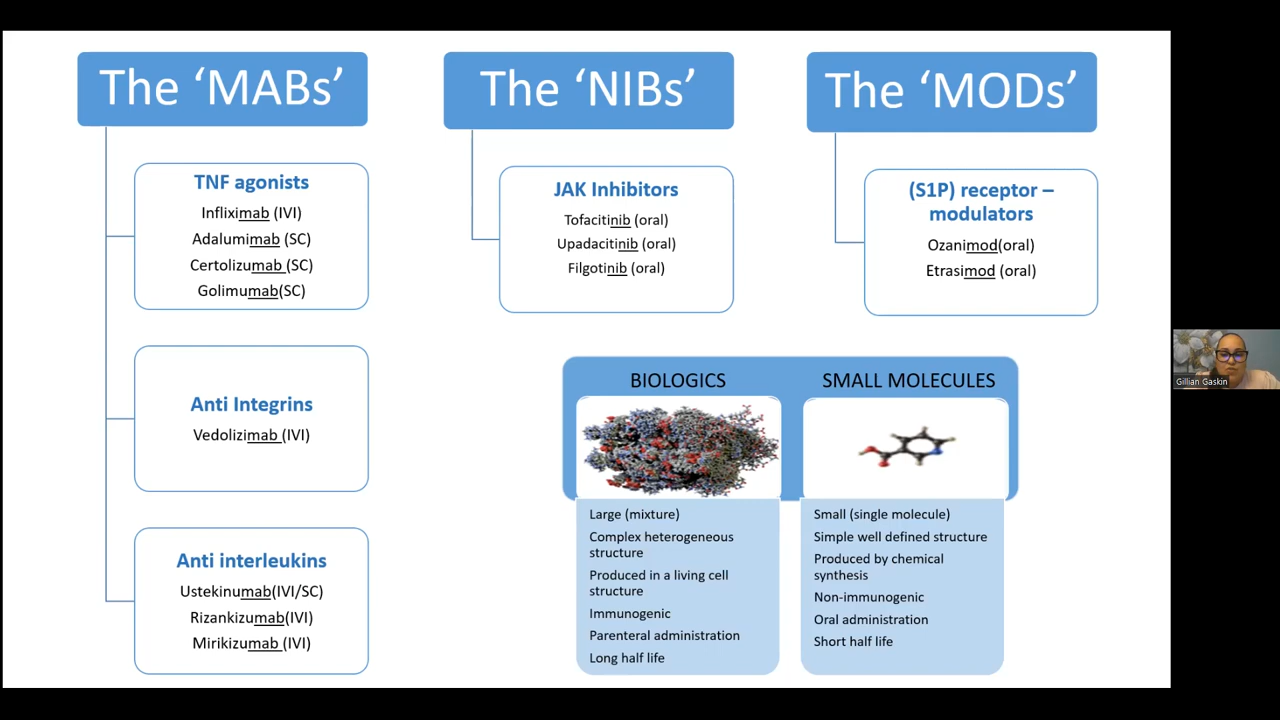 The ‘MABs’
TNF agonists
Infliximab (IVI)
Adalumimab (SC)
Certolizumab (SC)
Golimumab(SC)
Anti Integrins
Vedolizimab (IVI)
Anti interleukins
Ustekinumab(IVI/SC)
Rizankizumab(IVI)
Mirikizumab (IVI)
The ‘NIBs’
JAK Inhibitors
Tofacitinib (oral)
Upadacitinib (oral)
Filgotinib (oral)
The ‘MODs’
(S1P) receptor –
modulators
Ozanimod(oral)
Etrasimod (oral)
BIOLOGICS
Large (mixture)
Complex heterogeneous
structure
Produced in a living cell
structure
Immunogenic
Parenteral administration
Long half life
SMALL MOLECULES
Small (single molecule)
Simple well defined structure
Produced by chemical
synthesis
Non-immunogenic
Oral administration
Short half life
Gillian Gaskin